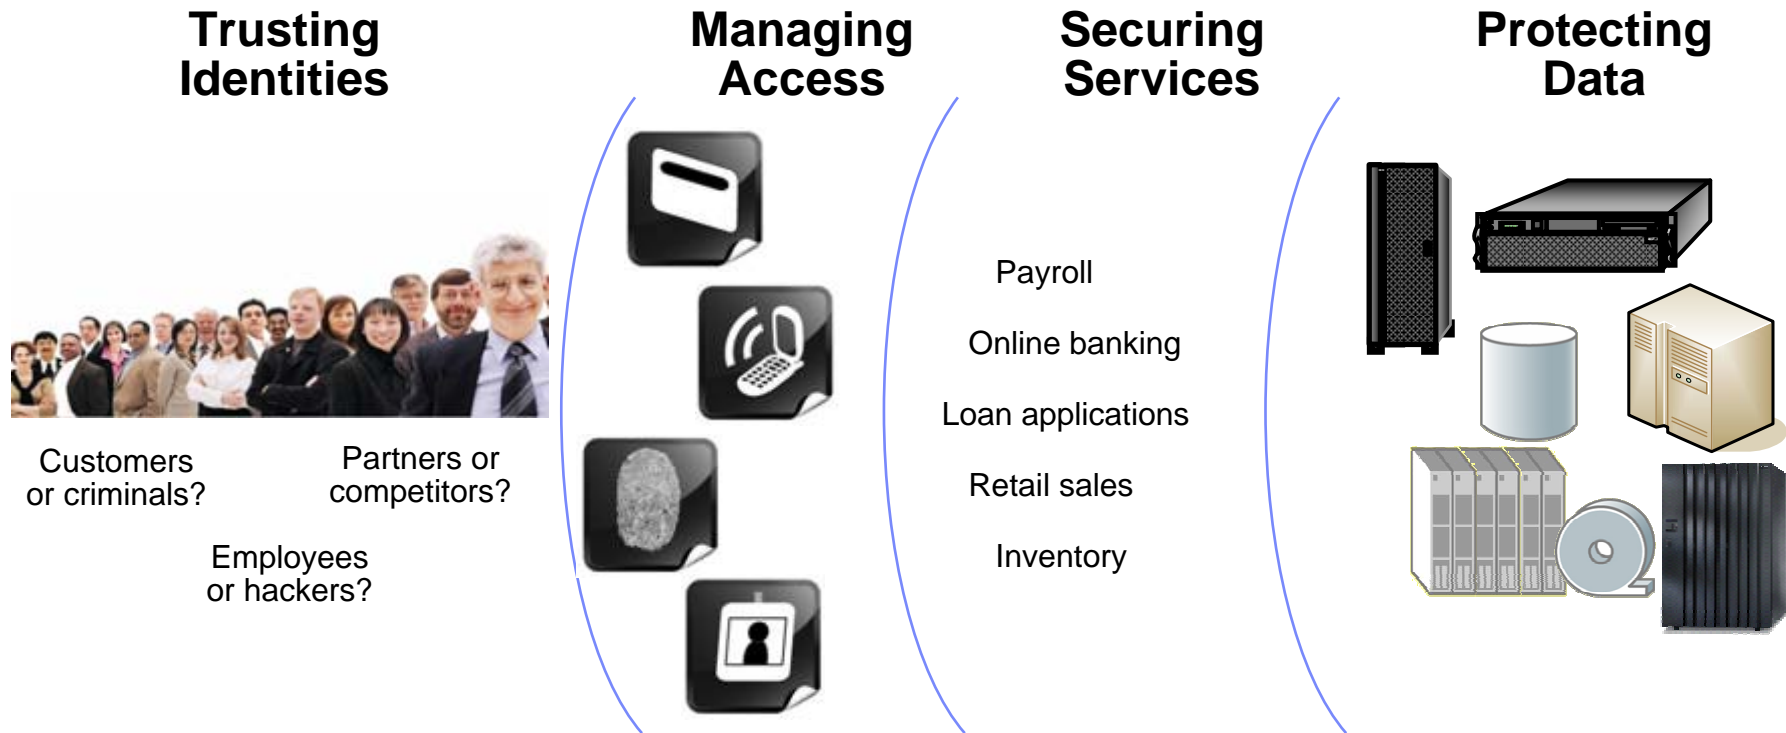 Trusting
Identities
Managing
Access
Securing
Services
Protecting
Data
Customers
or criminals?
Partners or
competitors?
Employees
or hackers?
Payroll
Online banking
Loan applications
Retail sales
Inventory